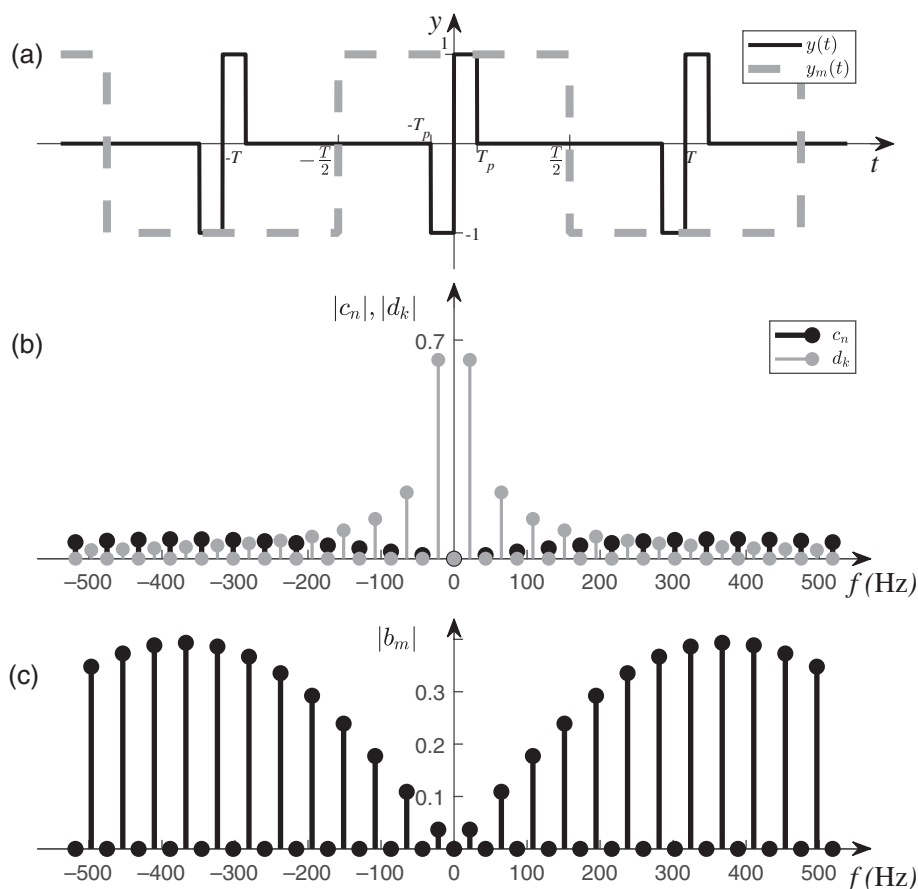 (a)
y
1
y(t)
y_m(t)
-T
-T/2
-T_p
T_p
T/2
T
t
-1
|c_n|, |d_k|
(b)
0.7
c_n
d_k
−500 −400 −300 −200 −100 0 100 200 300 400 500 f (Hz)
|b_m|
(c)
0.3
0.2
0.1
−500 −400 −300 −200 −100 0 100 200 300 400 500 f (Hz)